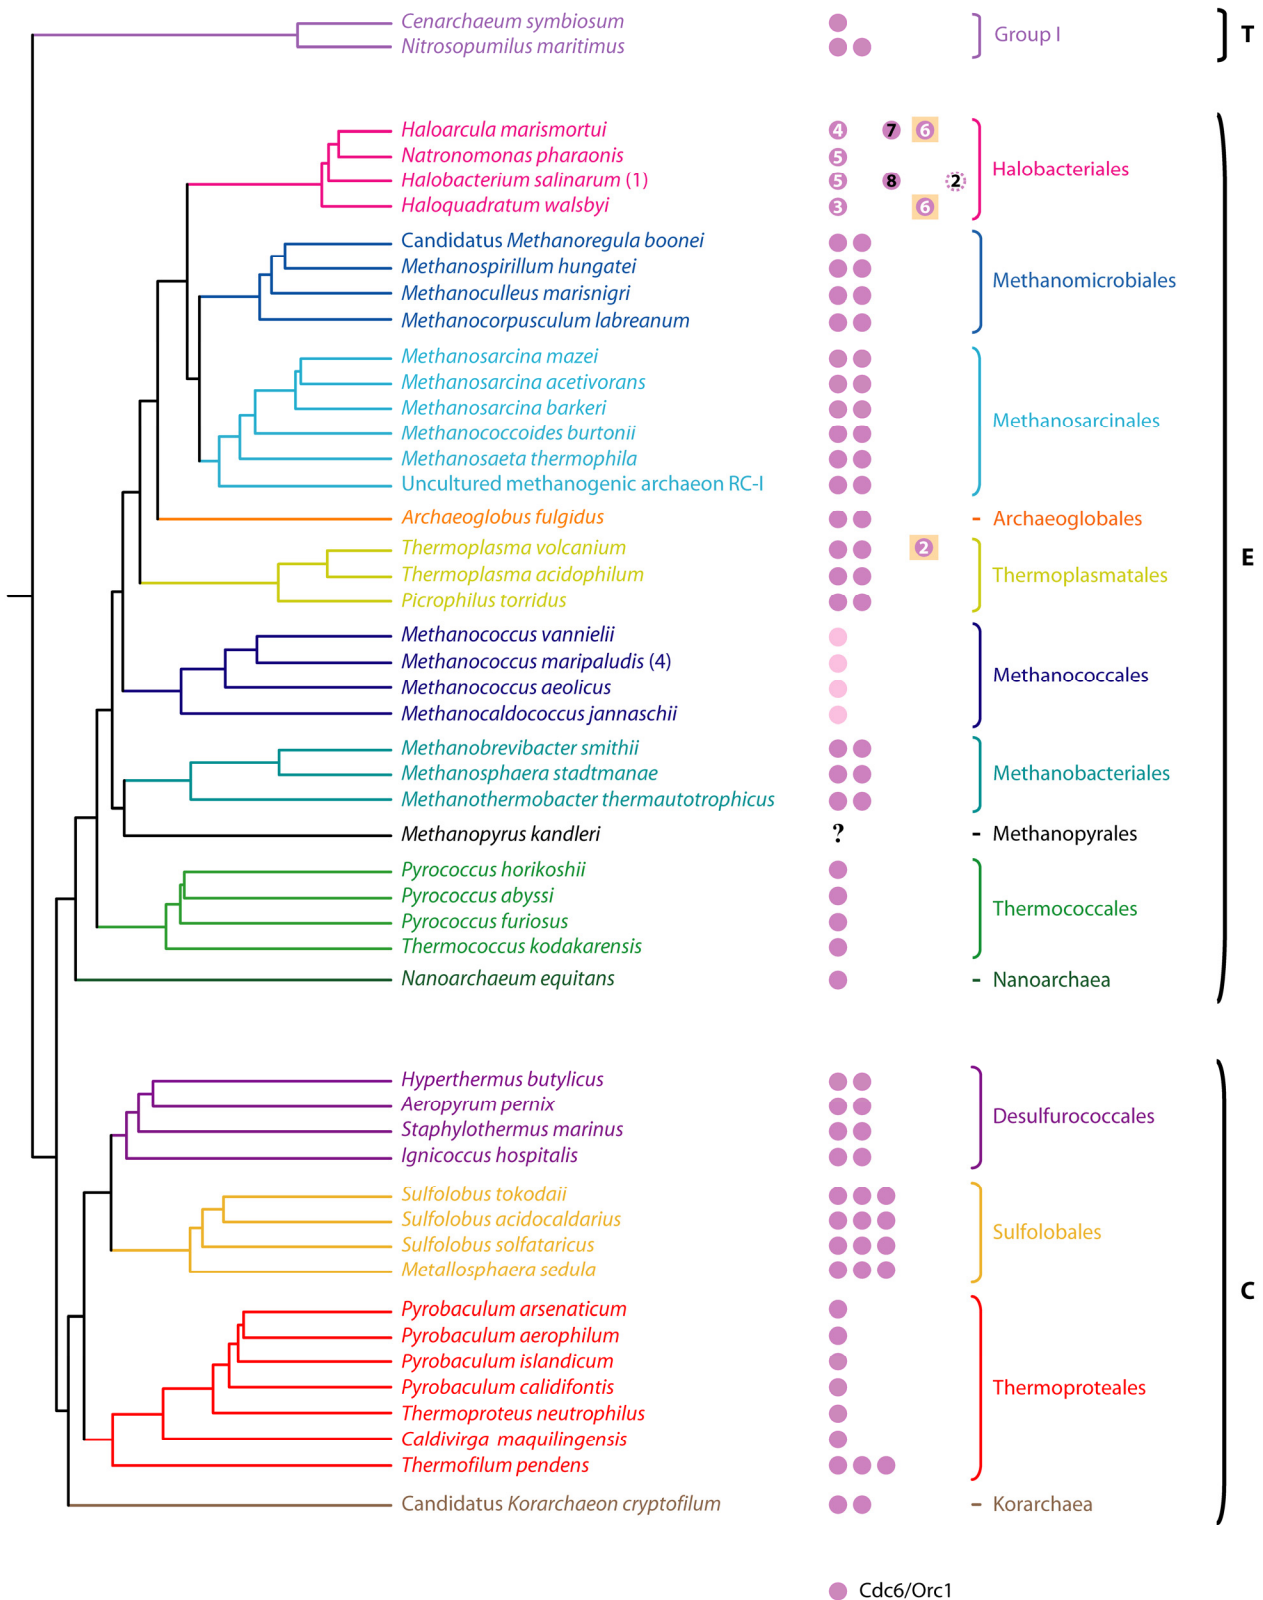 Cenarchaeum symbiosum
Nitrosopumilus maritimus
Group I
T
Haloarcula marismortui 4 7 6
Natronomonas pharaonis 5
Halobacterium salinarum (1) 5 8 2
Haloquadratum walsbyi 3 6
Halobacteriales
Candidatus Methanoregula boonei
Methanospirillum hungatei
Methanoculleus marisnigri
Methanocorpusculum labreanum
Methanomicrobiales
Methanosarcina mazei
Methanosarcina acetivorans
Methanosarcina barkeri
Methanococcoides burtonii
Methanosaeta thermophila
Uncultured methanogenic archaeon RC-I
Methanosarcinales
Archaeoglobus fulgidus
Archaeoglobales
E
Thermoplasma volcanium 2
Thermoplasma acidophilum
Picrophilus torridus
Thermoplasmatales
Methanococcus vannielii
Methanococcus maripaludis (4)
Methanococcus aeolicus
Methanocaldococcus jannaschii
Methanococcales
Methanobrevibacter smithii
Methanosphaera stadtmanae
Methanothermobacter thermautotrophicus
Methanobacteriales
Methanopyrus kandleri ?
Methanopyrales
Pyrococcus horikoshii
Pyrococcus abyssi
Pyrococcus furiosus
Thermococcus kodakarensis
Thermococcales
Nanoarchaeum equitans
Nanoarchaea
Hyperthermus butylicus
Aeropyrum pernix
Staphylothermus marinus
Ignicoccus hospitalis
Desulfurococcales
Sulfolobus tokodaii
Sulfolobus acidocaldarius
Sulfolobus solfataricus
Metallosphaera sedula
Sulfolobales
C
Pyrobaculum arsenaticum
Pyrobaculum aerophilum
Pyrobaculum islandicum
Pyrobaculum calidifontis
Thermoproteus neutrophilus
Caldivirga maquilingensis
Thermofilum pendens
Thermoproteales
Candidatus Korarchaeon cryptofilum
Korarchaea
Cdc6/Orc1